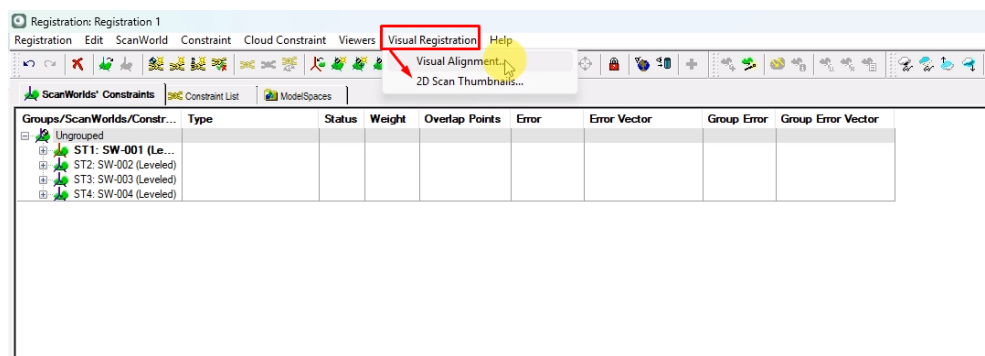 Registration: Registration 1
Registration Edit ScanWorld Constraint Cloud Constraint Viewers Visual Registration Help
Visual Alignment...
2D Scan Thumbnails...
ScanWorlds' Constraints Constraint List ModelSpaces
Groups/ScanWorlds/Constr... Type Status Weight Overlap Points Error Error Vector Group Error Group Error Vector
Ungrouped
ST1: SW-001 (Le...
ST2: SW-002 (Leveled)
ST3: SW-003 (Leveled)
ST4: SW-004 (Leveled)